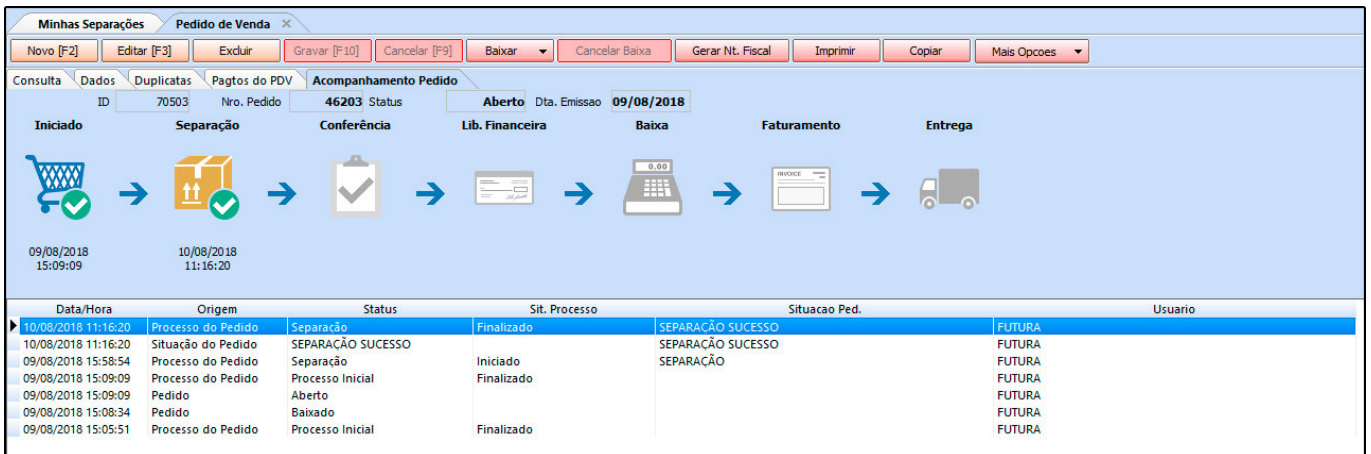 Minhas Separações Pedido de Venda
Novo [F2] Editar [F3] Excluir Gravar [F10] Cancelar [F9] Baixar Cancelar Baixa Gerar Nt. Fiscal Imprimir Copiar Mais Opcoes
Consulta Dados Duplicatas Pagtos do PDV Acompanhamento Pedido
ID 70503 Nro. Pedido 46203 Status Aberto Dta. Emissao 09/08/2018
Iniciado Separação Conferência Lib. Financeira Baixa Faturamento Entrega
0.00
INVOICE
09/08/2018 10/08/2018
15:09:09 11:16:20
Data/Hora Origem Status Sit. Processo Situacao Ped. Usuario
10/08/2018 11:16:20 Processo do Pedido Separação Finalizado SEPARAÇÃO SUCESSO FUTURA
10/08/2018 11:16:20 Situação do Pedido SEPARAÇÃO SUCESSO SEPARAÇÃO SUCESSO FUTURA
09/08/2018 15:58:54 Processo do Pedido Separação Iniciado SEPARAÇÃO FUTURA
09/08/2018 15:09:09 Processo do Pedido Processo Inicial Finalizado FUTURA
09/08/2018 15:09:09 Pedido Aberto FUTURA
09/08/2018 15:08:34 Pedido Baixado FUTURA
09/08/2018 15:05:51 Processo do Pedido Processo Inicial Finalizado FUTURA